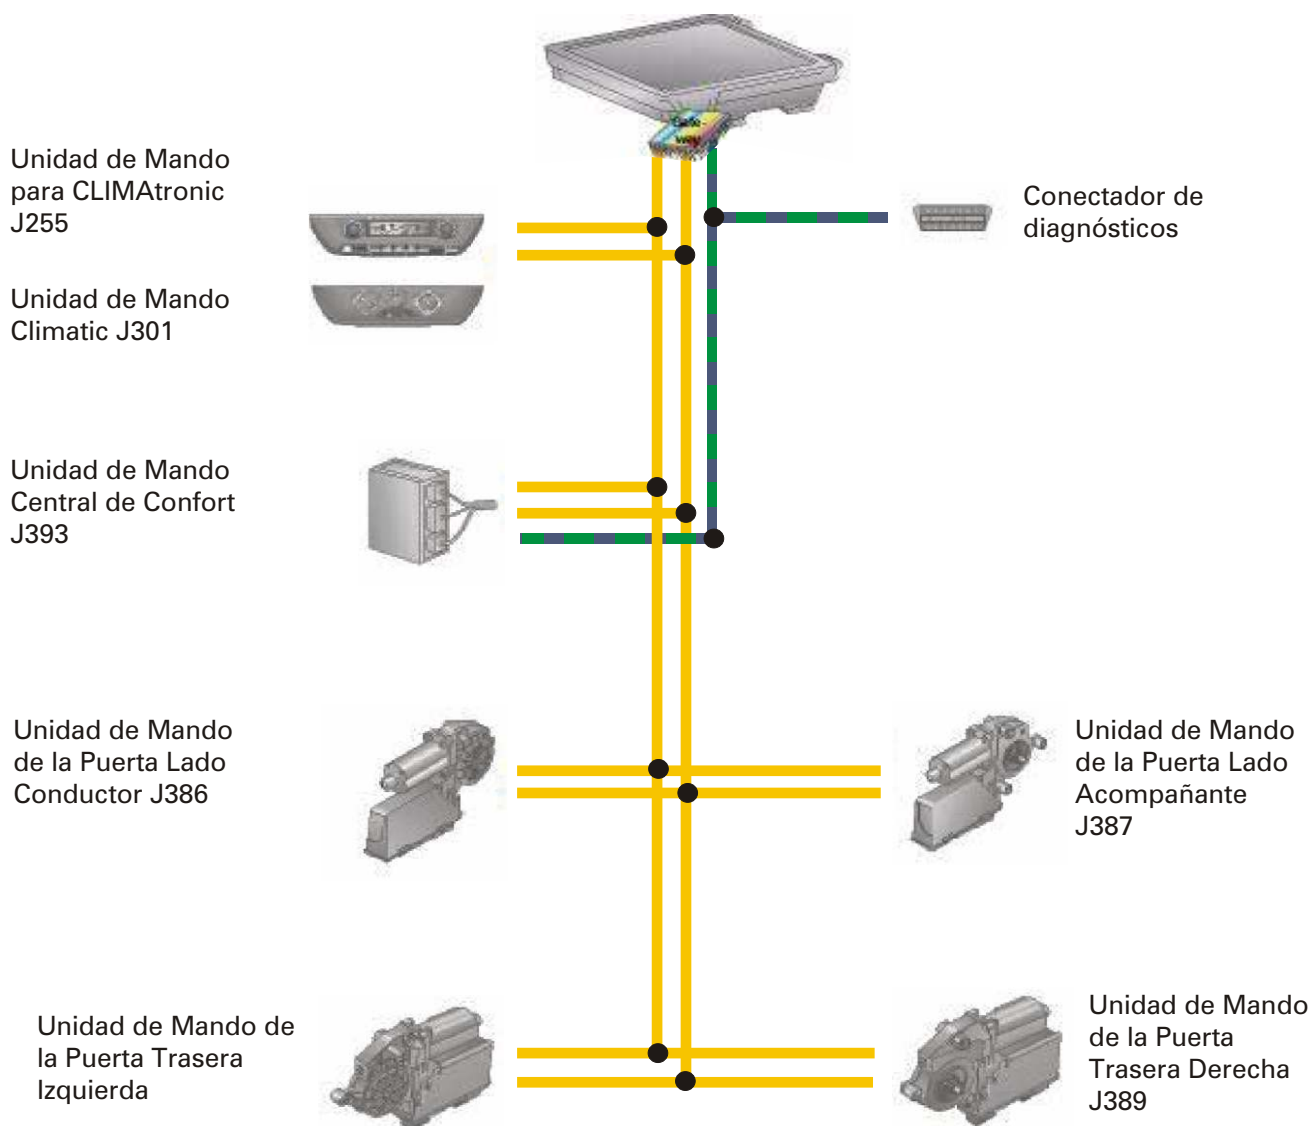 Gate-
way
Unidad de Mando
para CLIMAtronic
J255
Conectador de
diagnósticos
Unidad de Mando
Climatic J301
Unidad de Mando
Central de Confort
J393
Unidad de Mando
de la Puerta Lado
Conductor J386
Unidad de Mando
de la Puerta Lado
Acompañante
J387
Unidad de Mando de
la Puerta Trasera
Izquierda
Unidad de Mando
de la Puerta
Trasera Derecha
J389